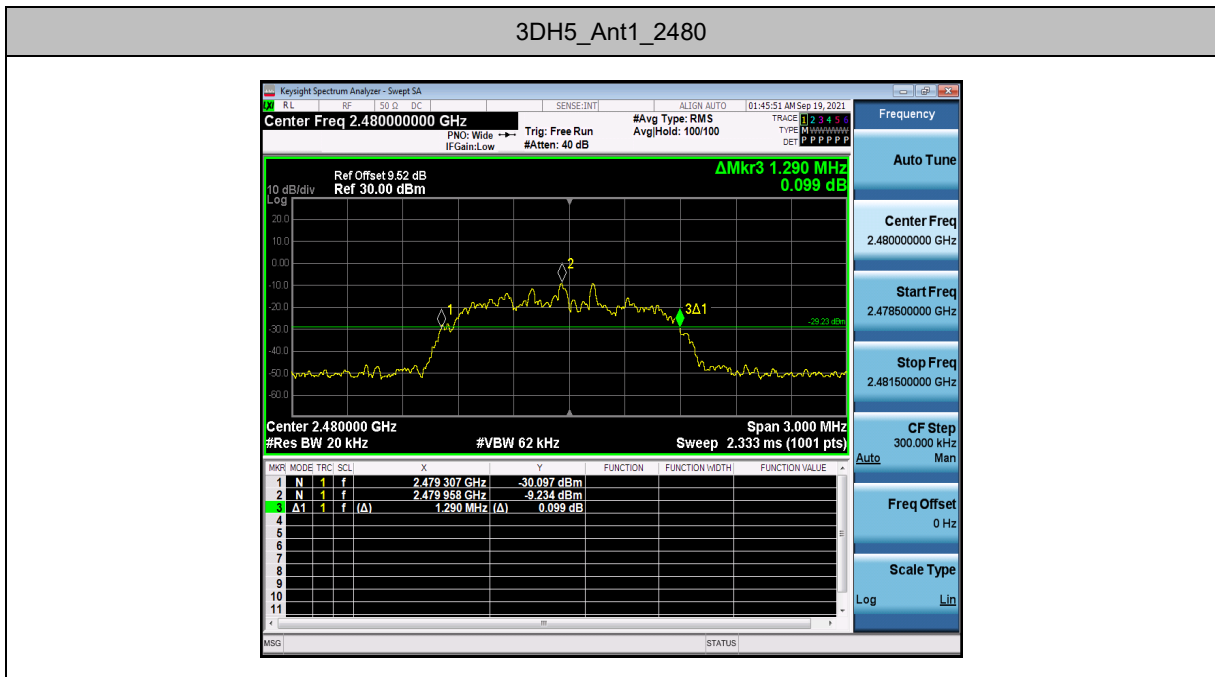 3DH5_Ant1_2480
Keysight Spectrum Analyzer - Swept SA
LXI RL RF 50 Ω DC SENSE:INT ALIGN AUTO 01:45:51 AM Sep 19, 2021
Center Freq 2.480000000 GHz
PNO: Wide
IFGain:Low
Trig: Free Run
#Atten: 40 dB
#Avg Type: RMS
Avg|Hold: 100/100
TRACE 1 2 3 4 5 6
TYPE M WWWWW
DET P P P P P P
Ref Offset 9.52 dB
10 dB/div Ref 30.00 dBm
Log
ΔMkr3 1.290 MHz
0.099 dB
20.0
10.0
0.00
-10.0
-20.0
-30.0
-40.0
-50.0
-60.0
1
2
3Δ1
-29.23 dBm
Center 2.480000 GHz Span 3.000 MHz
#Res BW 20 kHz #VBW 62 kHz Sweep 2.333 ms (1001 pts)
MKR MODE TRC SCL X Y FUNCTION FUNCTION WIDTH FUNCTION VALUE
1 N 1 f 2.479 307 GHz -30.097 dBm
2 N 1 f 2.479 958 GHz -9.234 dBm
3 Δ1 1 f (Δ) 1.290 MHz (Δ) 0.099 dB
4
5
6
7
8
9
10
11
MSG STATUS
Frequency
Auto Tune
Center Freq
2.480000000 GHz
Start Freq
2.478500000 GHz
Stop Freq
2.481500000 GHz
CF Step
300.000 kHz
Auto Man
Freq Offset
0 Hz
Scale Type
Log Lin